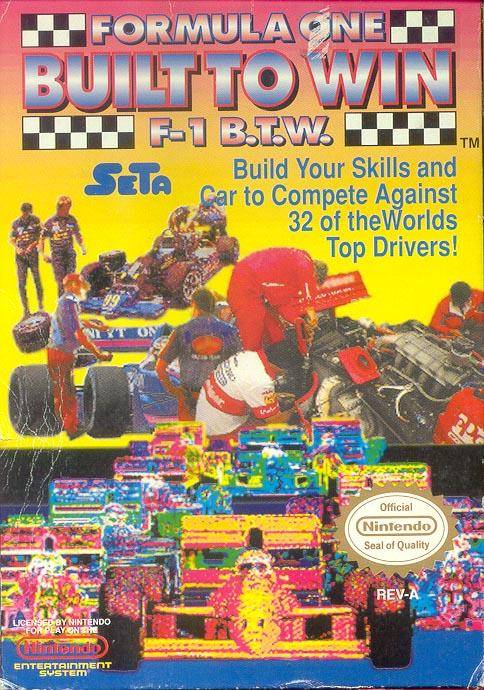 FORMULA ONE
BUILT TO WIN
F-1 B.T.W.
TM
SETA
Build Your Skills and
Car to Compete Against
32 of theWorlds
Top Drivers!
Official
Nintendo
Seal of Quality
REV-A
LICENSED BY NINTENDO
FOR PLAY ON THE
Nintendo
ENTERTAINMENT
SYSTEM